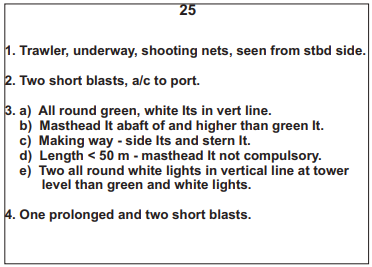 25
1. Trawler, underway, shooting nets, seen from stbd side.
2. Two short blasts, a/c to port.
3. a) All round green, white lts in vert line.
b) Masthead lt abaft of and higher than green lt.
c) Making way - side lts and stern lt.
d) Length < 50 m - masthead lt not compulsory.
e) Two all round white lights in vertical line at tower
level than green and white lights.
4. One prolonged and two short blasts.